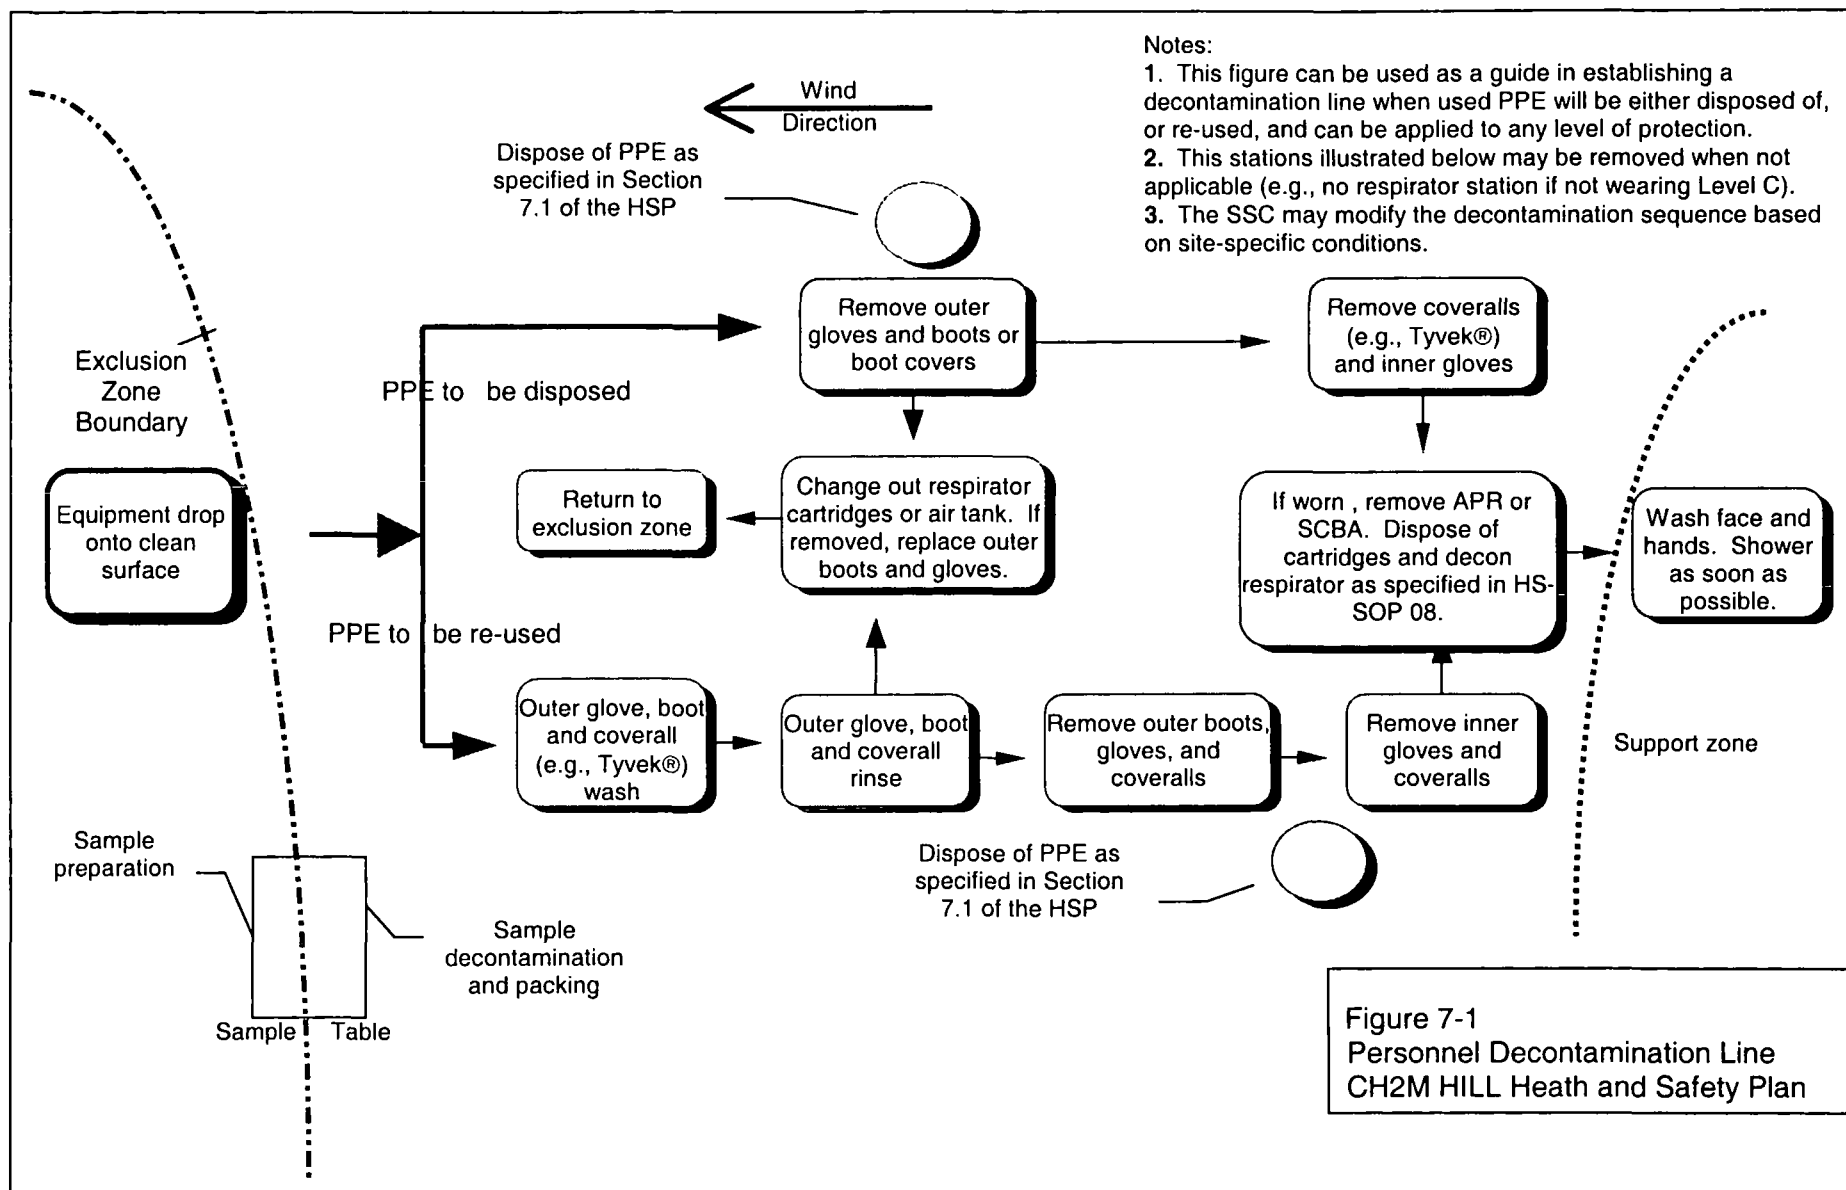 Notes:
1. This figure can be used as a guide in establishing a
decontamination line when used PPE will be either disposed of,
or re-used, and can be applied to any level of protection.
2. This stations illustrated below may be removed when not
applicable (e.g., no respirator station if not wearing Level C).
3. The SSC may modify the decontamination sequence based
on site-specific conditions.
Wind
Direction
Dispose of PPE as
specified in Section
7.1 of the HSP
Remove outer
gloves and boots or
boot covers
Remove coveralls
(e.g., Tyvek®)
and inner gloves
Exclusion
Zone
Boundary
PPE to be disposed
Equipment drop
onto clean
surface
Return to
exclusion zone
Change out respirator
cartridges or air tank. If
removed, replace outer
boots and gloves.
If worn , remove APR or
SCBA. Dispose of
cartridges and decon
respirator as specified in HS-
SOP 08.
Wash face and
hands. Shower
as soon as
possible.
PPE to be re-used
Outer glove, boot
and coverall
(e.g., Tyvek®)
wash
Outer glove, boot
and coverall
rinse
Remove outer boots,
gloves, and
coveralls
Remove inner
gloves and
coveralls
Support zone
Sample
preparation
Dispose of PPE as
specified in Section
7.1 of the HSP
Sample
decontamination
and packing
Sample Table
Figure 7-1
Personnel Decontamination Line
CH2M HILL Heath and Safety Plan